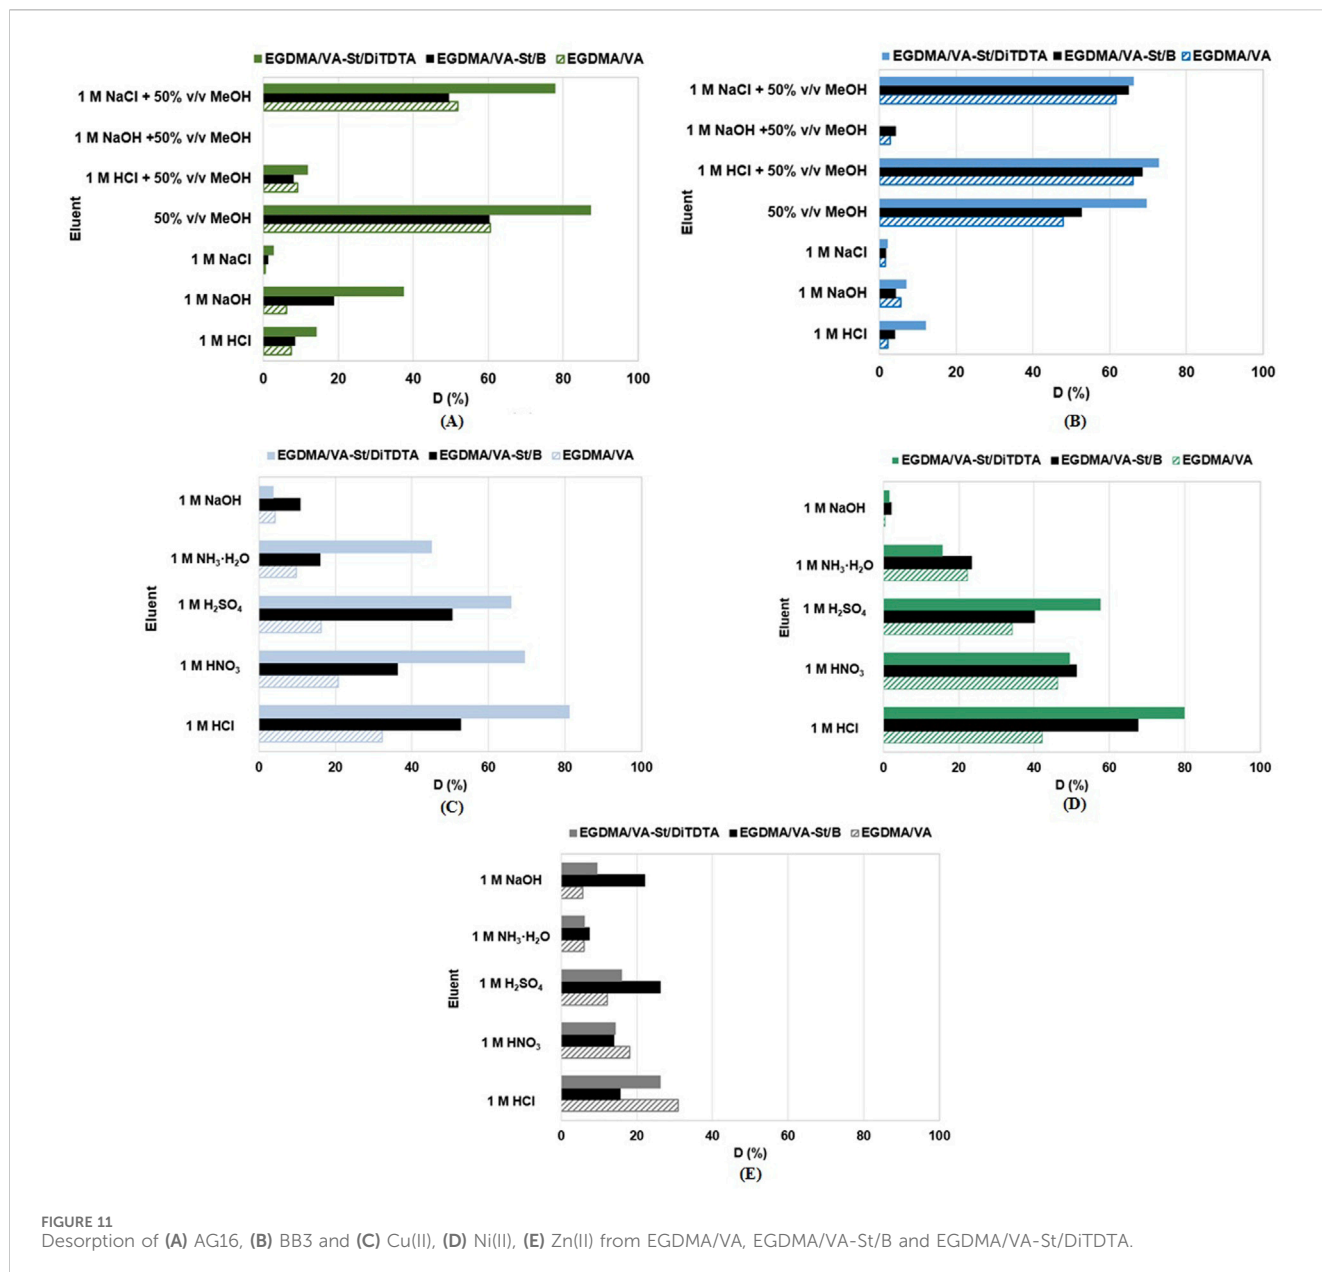 EGDMA/VA-St/DiTDTA EGDMA/VA-St/B EGDMA/VA
1 M NaCl + 50% v/v MeOH
1 M NaOH +50% v/v MeOH
1 M HCl + 50% v/v MeOH
50% v/v MeOH
1 M NaCl
1 M NaOH
1 M HCl
Eluent
0 20 40 60 80 100
D (%)
(A)
EGDMA/VA-St/DiTDTA EGDMA/VA-St/B EGDMA/VA
1 M NaCl + 50% v/v MeOH
1 M NaOH +50% v/v MeOH
1 M HCl + 50% v/v MeOH
50% v/v MeOH
1 M NaCl
1 M NaOH
1 M HCl
Eluent
0 20 40 60 80 100
D (%)
(B)
EGDMA/VA-St/DiTDTA EGDMA/VA-St/B EGDMA/VA
1 M NaOH
1 M NH₃·H₂O
1 M H₂SO₄
1 M HNO₃
1 M HCl
Eluent
0 20 40 60 80 100
D (%)
(C)
EGDMA/VA-St/DiTDTA EGDMA/VA-St/B EGDMA/VA
1 M NaOH
1 M NH₃·H₂O
1 M H₂SO₄
1 M HNO₃
1 M HCl
Eluent
0 20 40 60 80 100
D (%)
(D)
EGDMA/VA-St/DiTDTA EGDMA/VA-St/B EGDMA/VA
1 M NaOH
1 M NH₃·H₂O
1 M H₂SO₄
1 M HNO₃
1 M HCl
Eluent
0 20 40 60 80 100
D (%)
(E)
FIGURE 11
Desorption of (A) AG16, (B) BB3 and (C) Cu(II), (D) Ni(II), (E) Zn(II) from EGDMA/VA, EGDMA/VA-St/B and EGDMA/VA-St/DiTDTA.